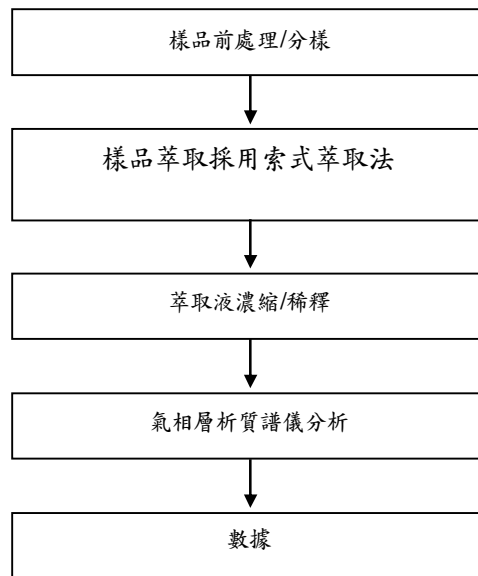 樣品前處理/分樣
樣品萃取採用索式萃取法
萃取液濃縮/稀釋
氣相層析質譜儀分析
數據